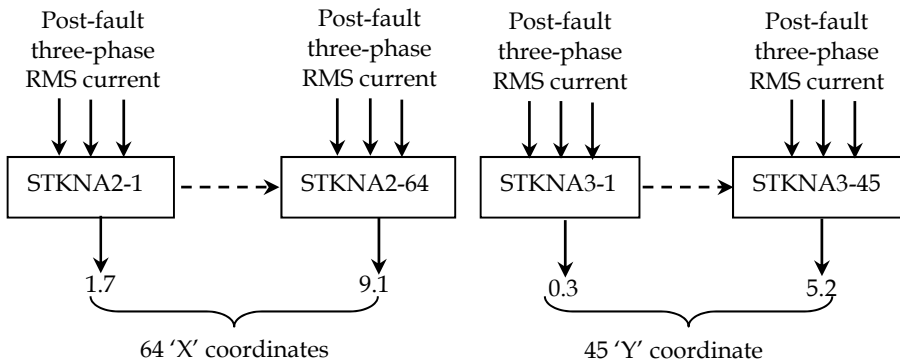 Post-fault
three-phase
RMS current
Post-fault
three-phase
RMS current
Post-fault
three-phase
RMS current
Post-fault
three-phase
RMS current
STKNA2-1
STKNA2-64
STKNA3-1
STKNA3-45
1.7
9.1
0.3
5.2
64 ‘X’ coordinates
45 ‘Y’ coordinate